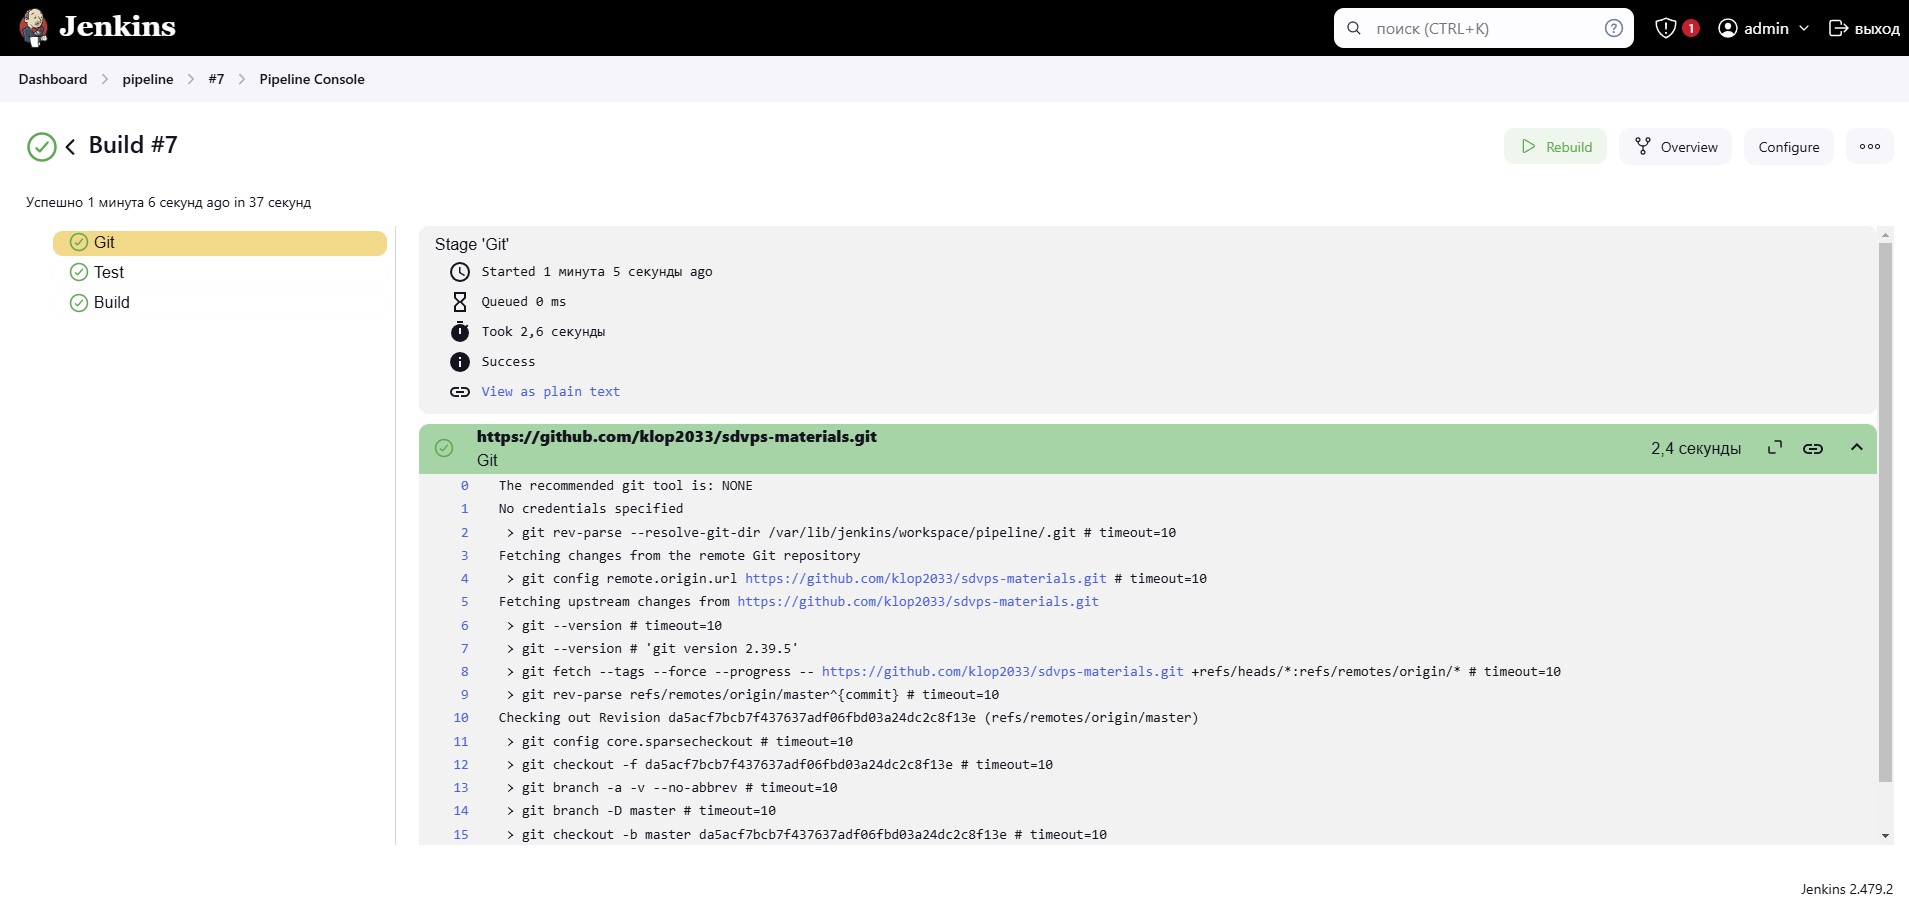 Jenkins
поиск (CTRL+K)
1
admin
выход
Dashboard
pipeline
#7
Pipeline Console
Build #7
Rebuild
Overview
Configure
Успешно 1 минута 6 секунд ago in 37 секунд
Git
Test
Build
Stage 'Git'
Started 1 минута 5 секунды ago
Queued 0 ms
Took 2,6 секунды
Success
View as plain text
https://github.com/klop2033/sdvps-materials.git
Git
2,4 секунды
0 The recommended git tool is: NONE
1 No credentials specified
2 > git rev-parse --resolve-git-dir /var/lib/jenkins/workspace/pipeline/.git # timeout=10
3 Fetching changes from the remote Git repository
4 > git config remote.origin.url https://github.com/klop2033/sdvps-materials.git # timeout=10
5 Fetching upstream changes from https://github.com/klop2033/sdvps-materials.git
6 > git --version # timeout=10
7 > git --version # 'git version 2.39.5'
8 > git fetch --tags --force --progress -- https://github.com/klop2033/sdvps-materials.git +refs/heads/*:refs/remotes/origin/* # timeout=10
9 > git rev-parse refs/remotes/origin/master^{commit} # timeout=10
10 Checking out Revision da5acf7bcb7f437637adf06fbd03a24dc2c8f13e (refs/remotes/origin/master)
11 > git config core.sparsecheckout # timeout=10
12 > git checkout -f da5acf7bcb7f437637adf06fbd03a24dc2c8f13e # timeout=10
13 > git branch -a -v --no-abbrev # timeout=10
14 > git branch -D master # timeout=10
15 > git checkout -b master da5acf7bcb7f437637adf06fbd03a24dc2c8f13e # timeout=10
Jenkins 2.479.2